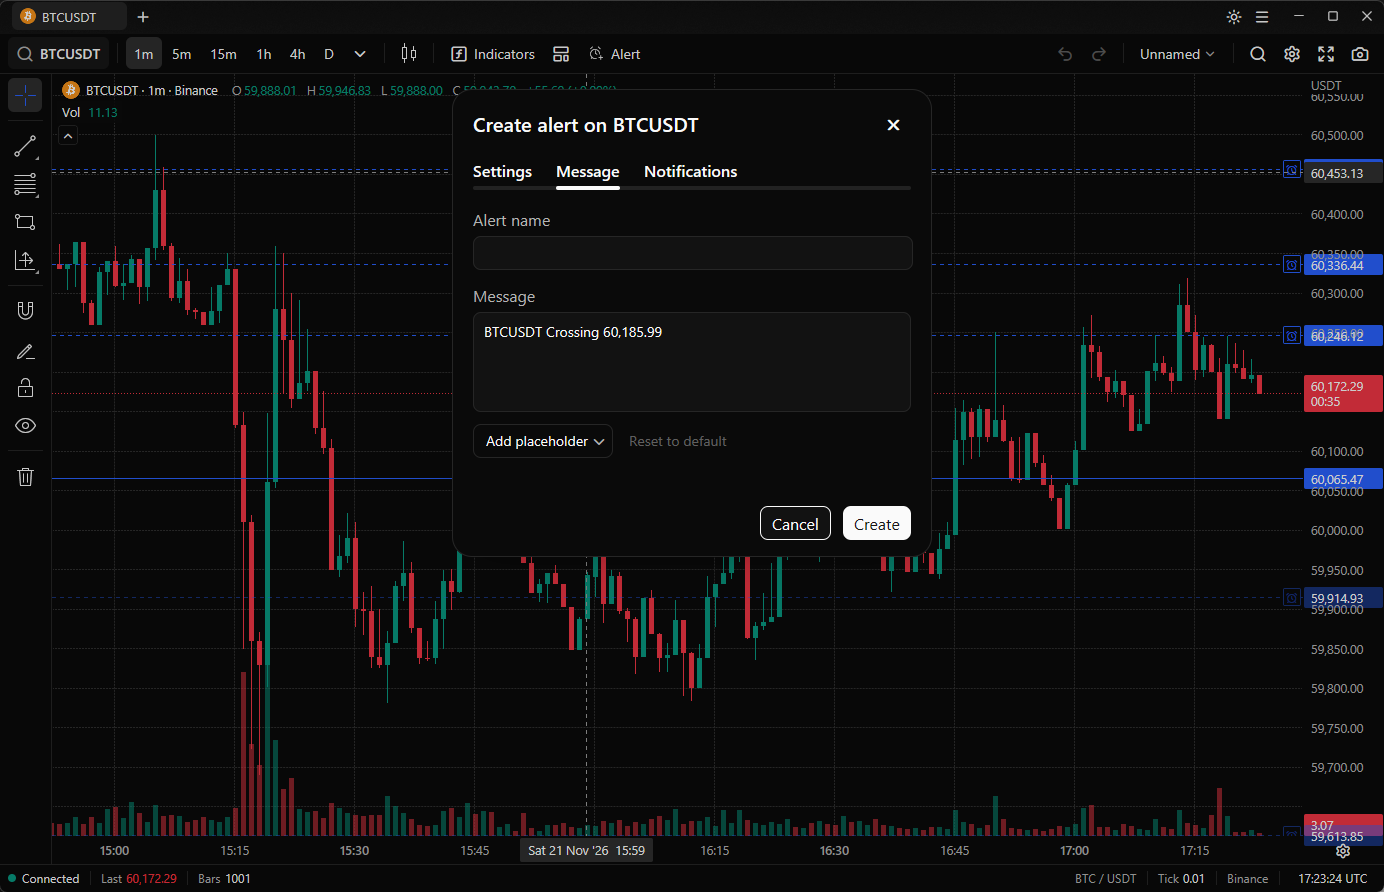 BTCUSDT
BTCUSDT 1m 5m 15m 1h 4h D Indicators Alert Unnamed
BTCUSDT · 1m · Binance O 59,888.01 H 59,946.83 L 59,888.00 C
Vol 11.13
USDT
60,550.00
60,500.00
60,453.13
60,400.00
60,350.00
60,336.44
60,300.00
60,246.12
60,172.29
00:35
60,100.00
60,065.47
60,050.00
60,000.00
59,950.00
59,914.93
59,900.00
59,850.00
59,800.00
59,750.00
59,700.00
3.07
59,613.85
Create alert on BTCUSDT
Settings Message Notifications
Alert name
Message
BTCUSDT Crossing 60,185.99
Add placeholder Reset to default
Cancel Create
15:00 15:15 15:30 15:45 Sat 21 Nov '26 15:59 16:15 16:30 16:45 17:00 17:15
Connected Last 60,172.29 Bars 1001 BTC / USDT Tick 0.01 Binance 17:23:24 UTC